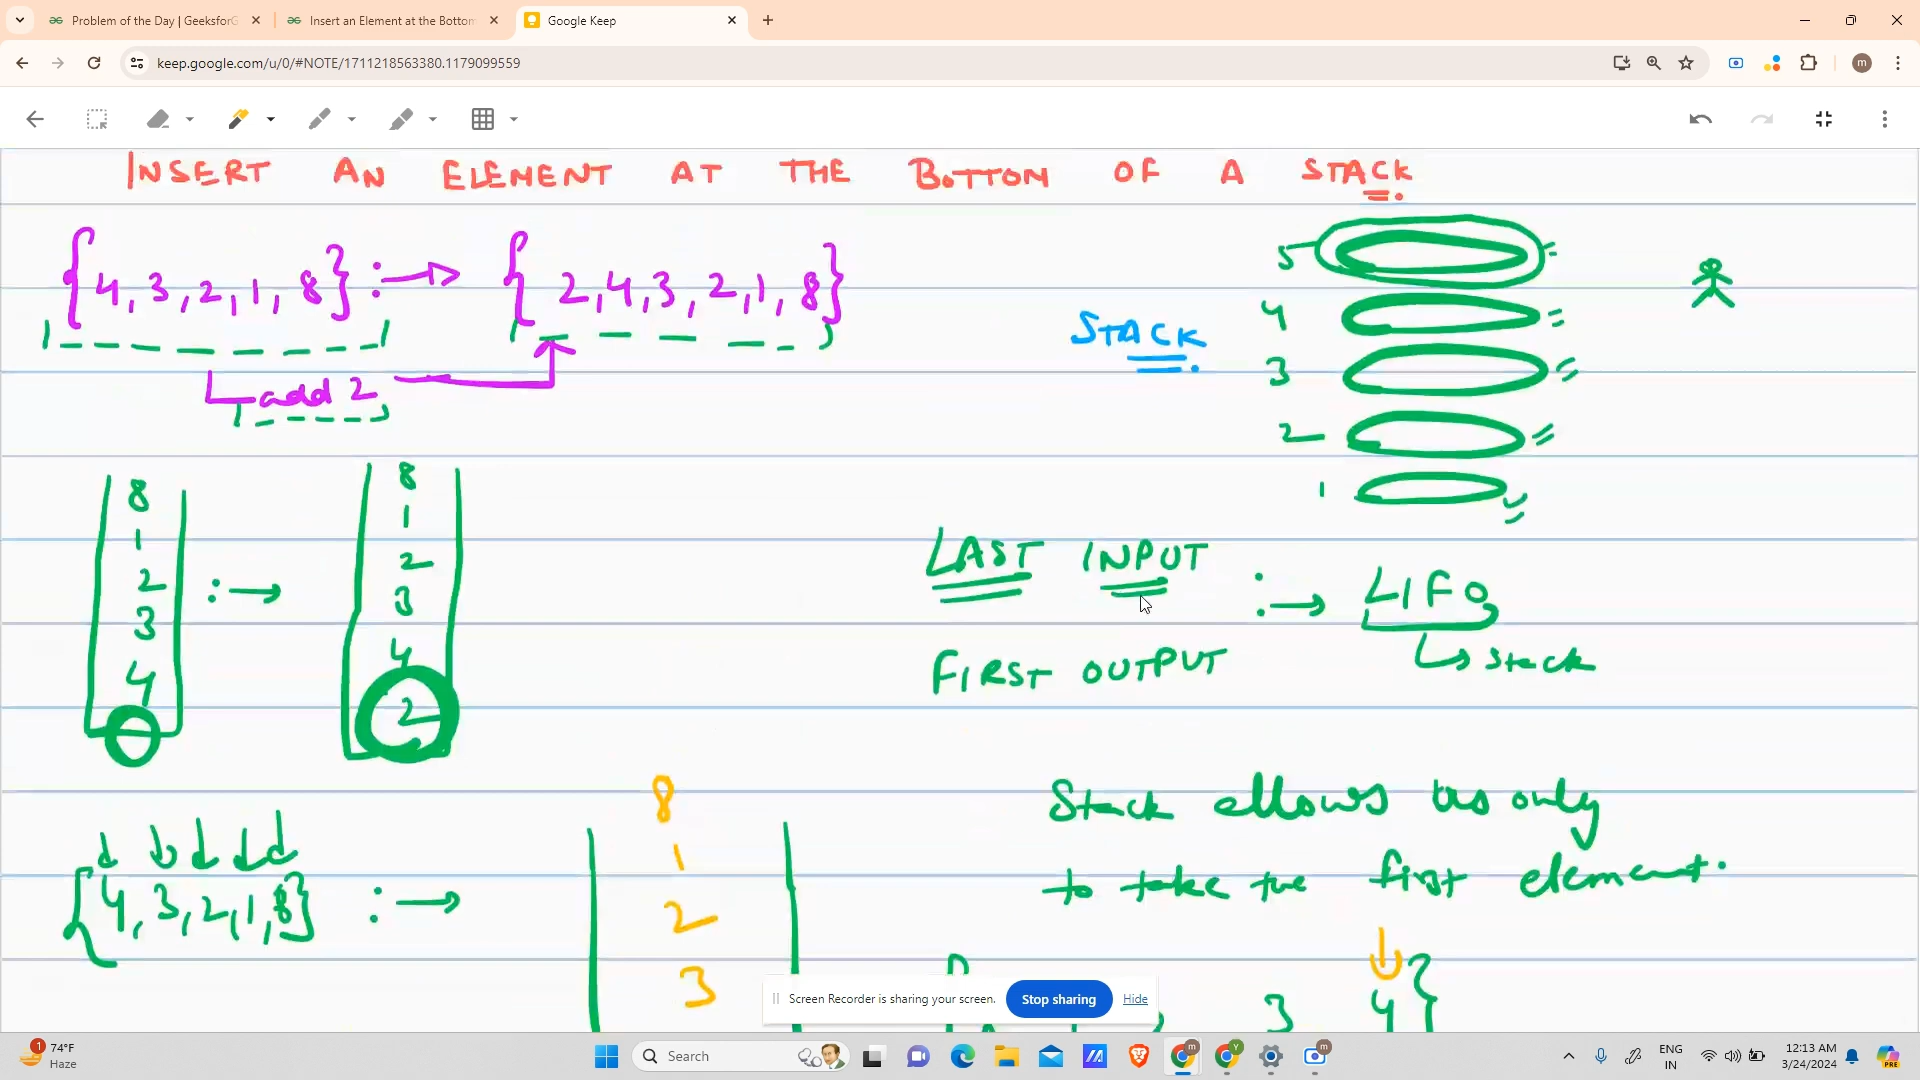 Problem of the Day | GeeksforG
Insert an Element at the Bottom
Google Keep
keep.google.com/u/0/#NOTE/1711218563380.1179099559
INSERT AN ELEMENT AT THE BOTTOM OF A STACK.
{4, 3, 2, 1, 8} :→ {2, 4, 3, 2, 1, 8}
add 2
STACK.
5
4
3
2
1
8
1
2
3
4
:→
8
1
2
3
4
2
LAST INPUT
FIRST OUTPUT
:→ LIFO
↳ stack
{4, 3, 2, 1, 8} :→
8
1
2
3
Stack allows us only
to take the first element.
3 4}
Screen Recorder is sharing your screen.
Stop sharing
Hide
1
74°F
Haze
Search
ENG
IN
12:13 AM
3/24/2024
PRE